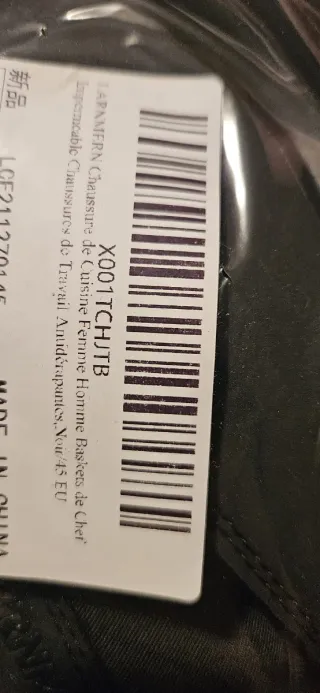 X001TCHJTB
LARAMERN Chaussure de Cuisine Femme Homme Baskets de Chef
Imperméable Chaussures de Travail Antidérapantes,Noir/45 EU
新品
MADE IN CHINA